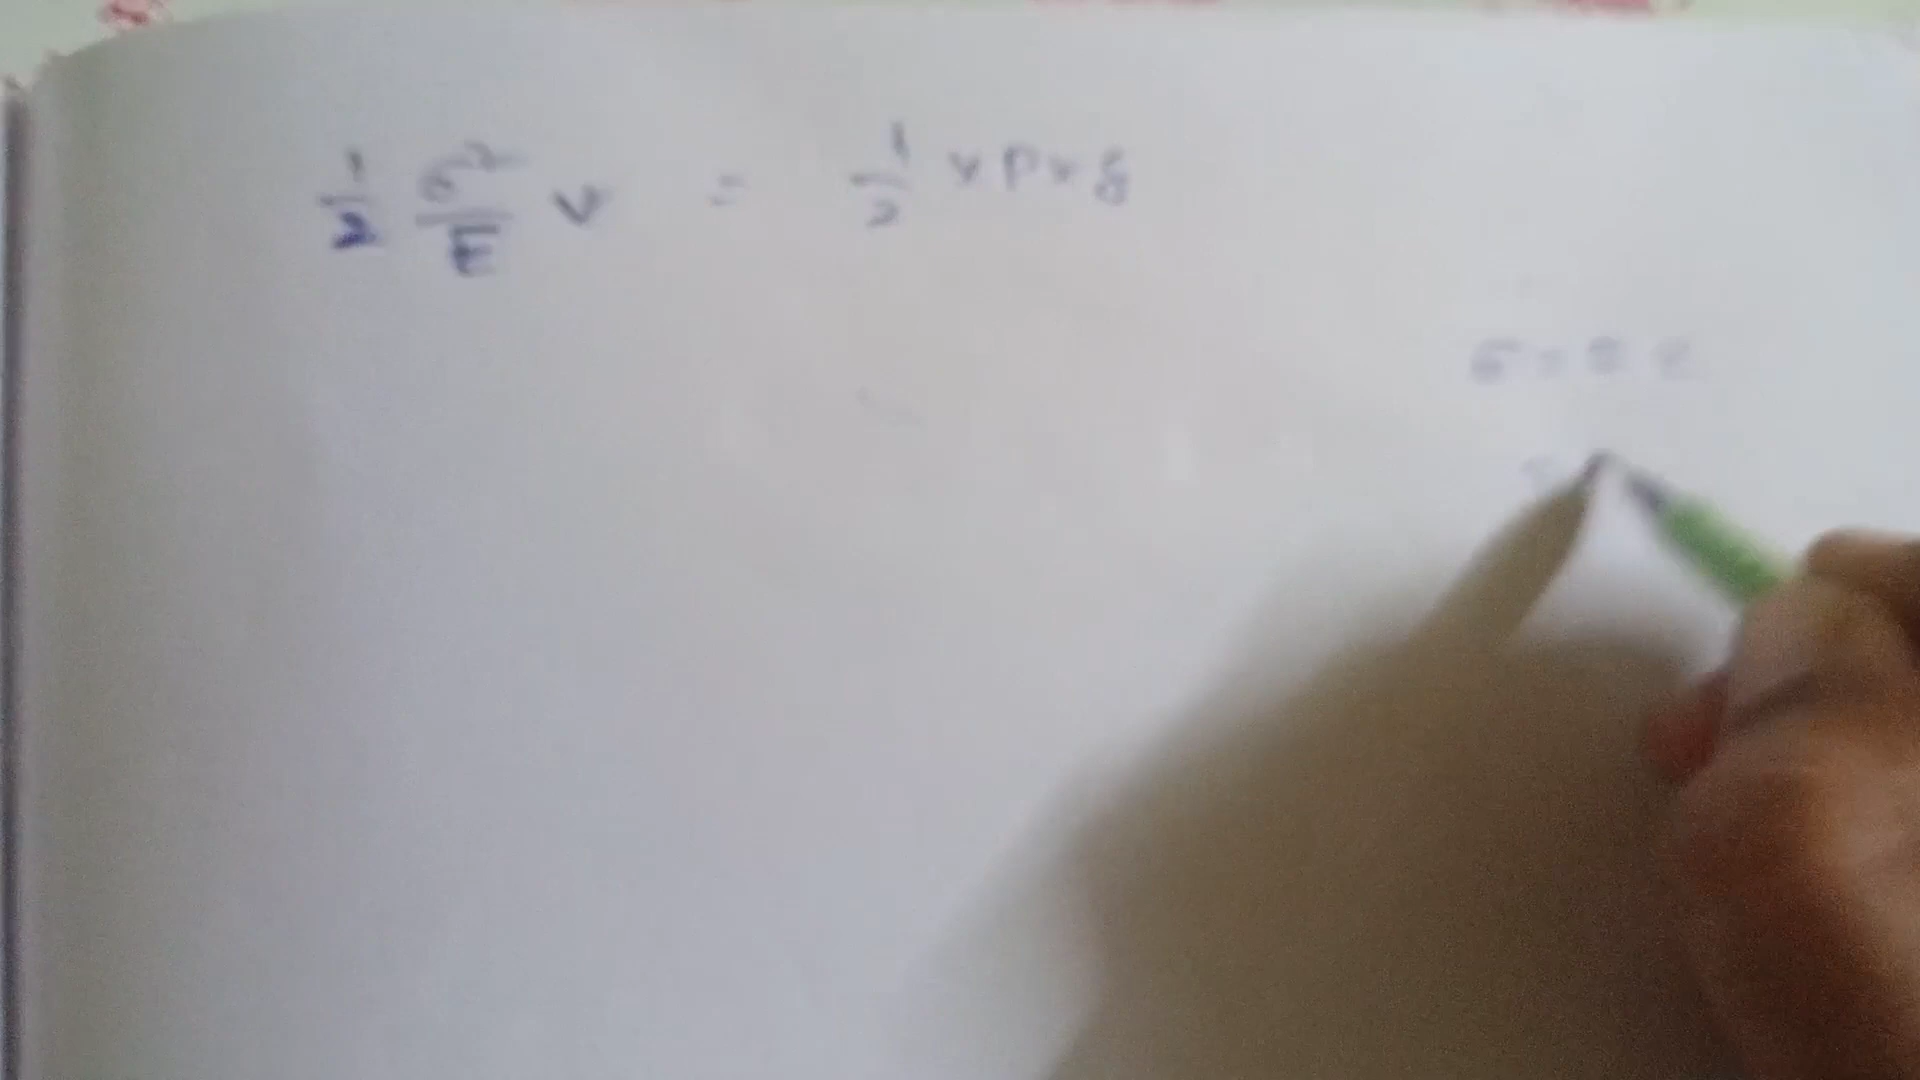 1/2 σ²/E v = 1/2 × P × δ
σ = E e